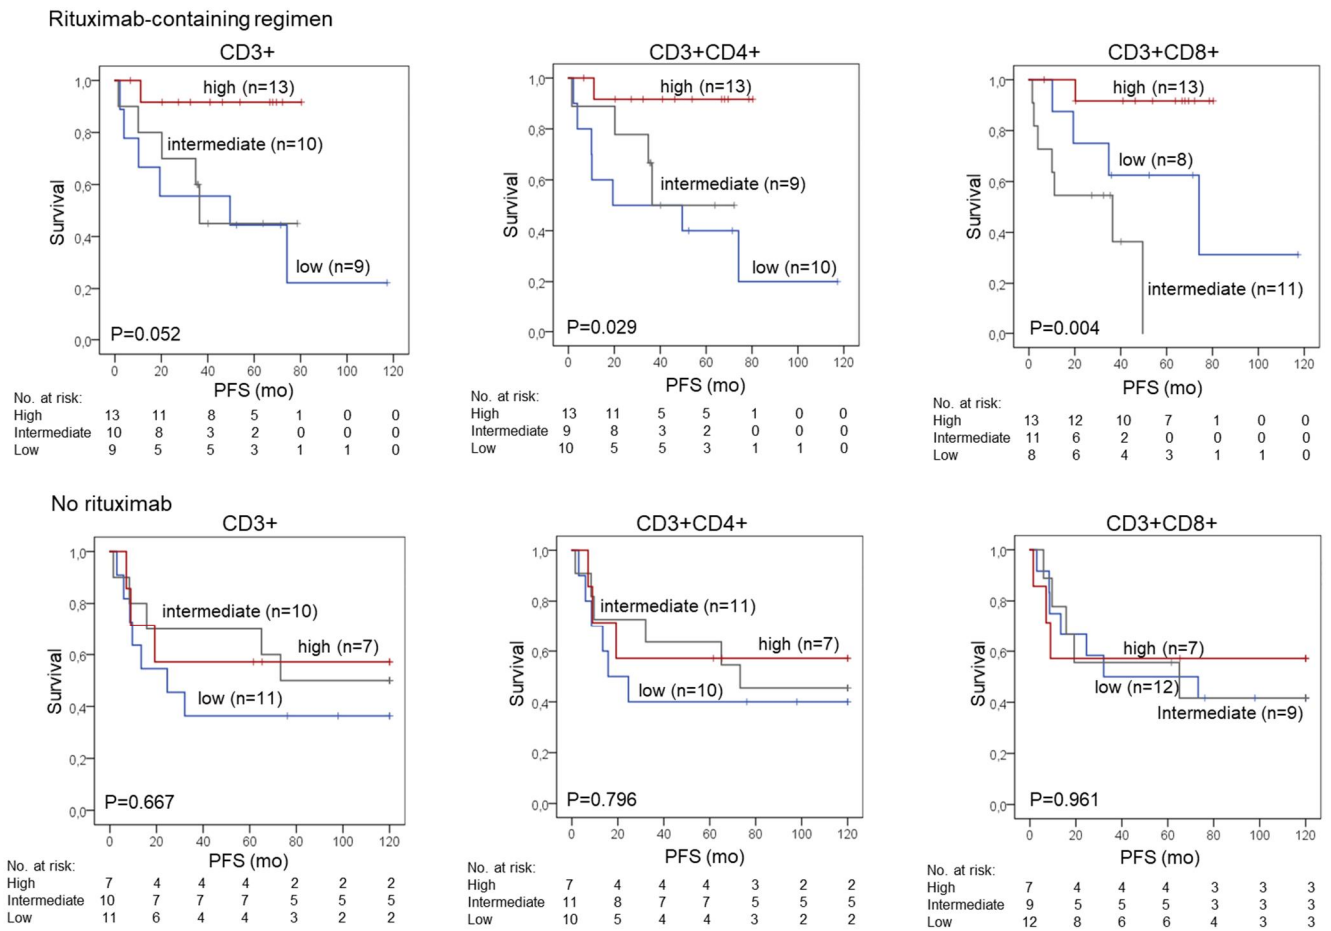 Rituximab-containing regimen
CD3+
1,0
0,8
0,6
0,4
0,2
0,0
Survival
high (n=13)
intermediate (n=10)
low (n=9)
P=0.052
0 20 40 60 80 100 120
PFS (mo)
No. at risk:
High 13 11 8 5 1 0 0
Intermediate 10 8 3 2 0 0 0
Low 9 5 5 3 1 1 0
CD3+CD4+
1,0
0,8
0,6
0,4
0,2
0,0
Survival
high (n=13)
intermediate (n=9)
low (n=10)
P=0.029
0 20 40 60 80 100 120
PFS (mo)
No. at risk:
High 13 11 5 5 1 0 0
Intermediate 9 8 3 2 0 0 0
Low 10 5 5 3 1 1 0
CD3+CD8+
1,0
0,8
0,6
0,4
0,2
0,0
Survival
high (n=13)
low (n=8)
intermediate (n=11)
P=0.004
0 20 40 60 80 100 120
PFS (mo)
No. at risk:
High 13 12 10 7 1 0 0
Intermediate 11 6 2 0 0 0 0
Low 8 6 4 3 1 1 0
No rituximab
CD3+
1,0
0,8
0,6
0,4
0,2
0,0
Survival
intermediate (n=10)
high (n=7)
low (n=11)
P=0.667
0 20 40 60 80 100 120
PFS (mo)
No. at risk:
High 7 4 4 4 2 2 2
Intermediate 10 7 7 7 5 5 5
Low 11 6 4 4 3 2 2
CD3+CD4+
1,0
0,8
0,6
0,4
0,2
0,0
Survival
intermediate (n=11)
high (n=7)
low (n=10)
P=0.796
0 20 40 60 80 100 120
PFS (mo)
No. at risk:
High 7 4 4 4 3 2 2
Intermediate 11 8 7 7 5 5 5
Low 10 5 4 4 3 2 2
CD3+CD8+
1,0
0,8
0,6
0,4
0,2
0,0
Survival
high (n=7)
low (n=12)
Intermediate (n=9)
P=0.961
0 20 40 60 80 100 120
PFS (mo)
No. at risk:
High 7 4 4 4 3 3 3
Intermediate 9 5 5 5 3 3 3
Low 12 8 6 6 4 3 3